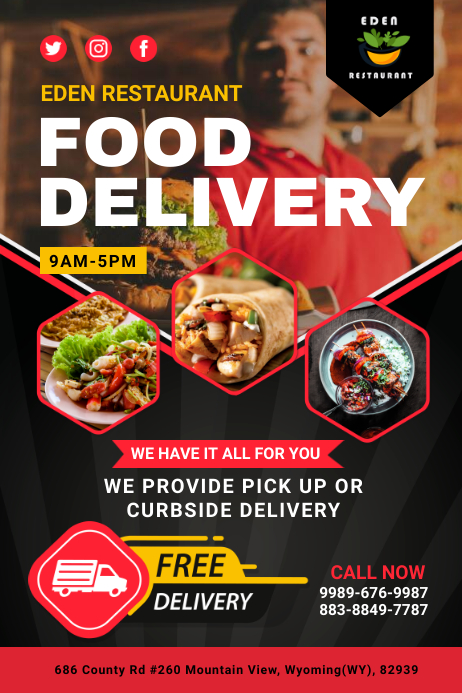 EDEN
RESTAURANT
EDEN RESTAURANT
FOOD
DELIVERY
9AM-5PM
WE HAVE IT ALL FOR YOU
WE PROVIDE PICK UP OR
CURBSIDE DELIVERY
FREE
DELIVERY
CALL NOW
9989-676-9987
883-8849-7787
686 County Rd #260 Mountain View, Wyoming(WY), 82939